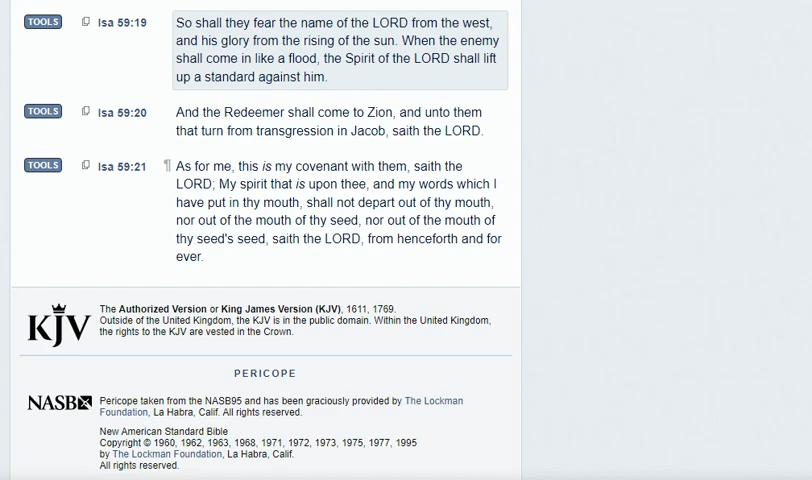 TOOLS Isa 59:19 So shall they fear the name of the LORD from the west,
and his glory from the rising of the sun. When the enemy
shall come in like a flood, the Spirit of the LORD shall lift
up a standard against him.
TOOLS Isa 59:20 And the Redeemer shall come to Zion, and unto them
that turn from transgression in Jacob, saith the LORD.
TOOLS Isa 59:21 ¶ As for me, this is my covenant with them, saith the
LORD; My spirit that is upon thee, and my words which I
have put in thy mouth, shall not depart out of thy mouth,
nor out of the mouth of thy seed, nor out of the mouth of
thy seed's seed, saith the LORD, from henceforth and for
ever.
KJV
The Authorized Version or King James Version (KJV), 1611, 1769.
Outside of the United Kingdom, the KJV is in the public domain. Within the United Kingdom,
the rights to the KJV are vested in the Crown.
PERICOPE
NASB
Pericope taken from the NASB95 and has been graciously provided by The Lockman
Foundation, La Habra, Calif. All rights reserved.
New American Standard Bible
Copyright © 1960, 1962, 1963, 1968, 1971, 1972, 1973, 1975, 1977, 1995
by The Lockman Foundation, La Habra, Calif.
All rights reserved.